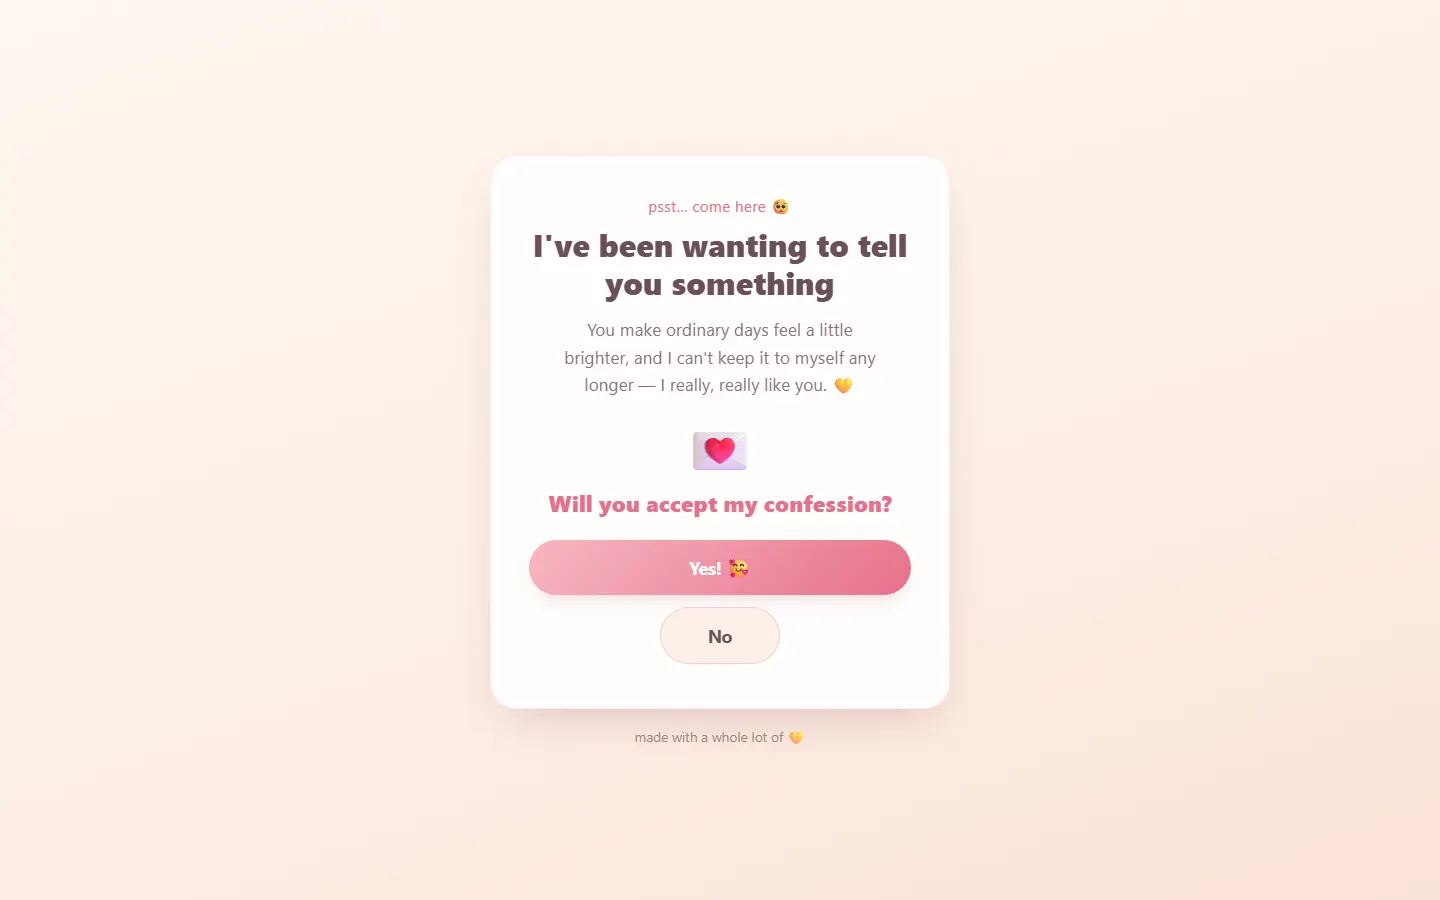 psst... come here 🥺
I've been wanting to tell
you something
You make ordinary days feel a little
brighter, and I can't keep it to myself any
longer — I really, really like you. 💛
Will you accept my confession?
Yes! 🥰
No
made with a whole lot of 💛